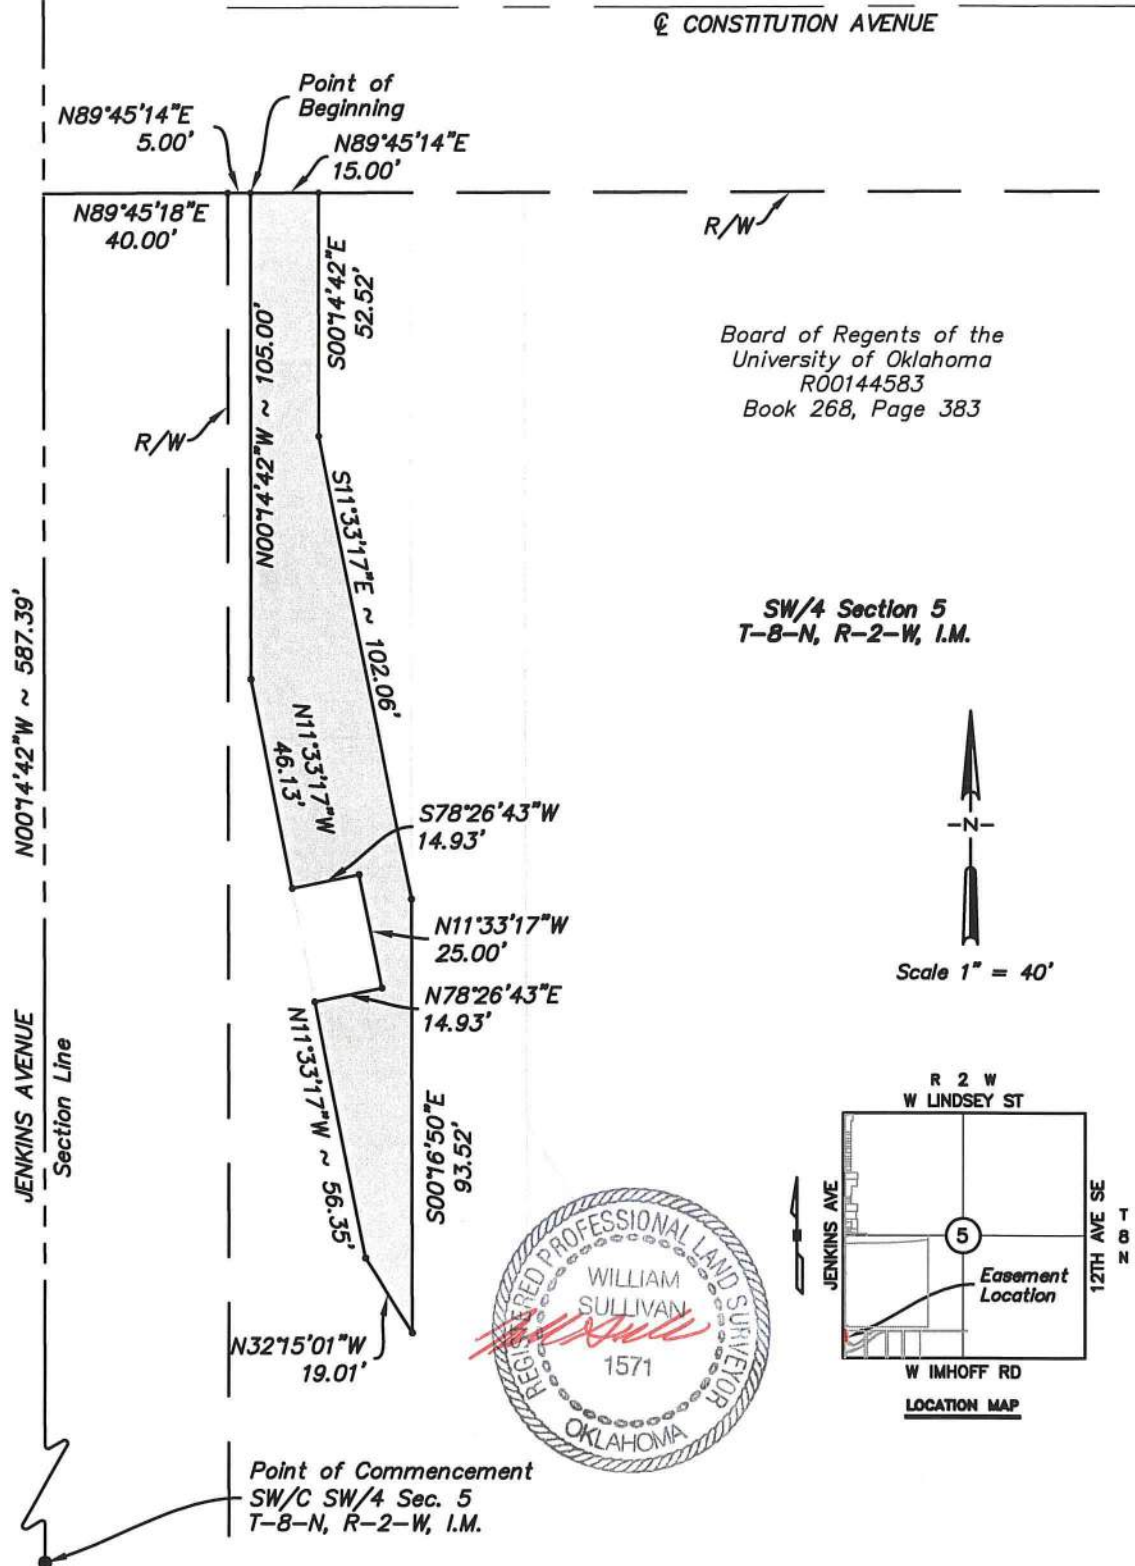 ℄ CONSTITUTION AVENUE
Point of
Beginning
N89°45'14"E
5.00'
N89°45'14"E
15.00'
N89°45'18"E
40.00'
R/W
S00°14'42"E
52.52'
N00°14'42"W ~ 105.00'
R/W
Board of Regents of the
University of Oklahoma
R00144583
Book 268, Page 383
S11°33'17"E ~ 102.06'
SW/4 Section 5
T-8-N, R-2-W, I.M.
N00°14'42"W ~ 587.39'
N11°33'17"W
46.13'
S78°26'43"W
14.93'
-N-
N11°33'17"W
25.00'
Scale 1" = 40'
N78°26'43"E
14.93'
N11°33'17"W ~ 56.35'
JENKINS AVENUE
Section Line
S00°16'50"E
93.52'
N32°15'01"W
19.01'
REGISTERED PROFESSIONAL LAND SURVEYOR
WILLIAM
SULLIVAN
1571
OKLAHOMA
R 2 W
W LINDSEY ST
JENKINS AVE
5
12TH AVE SE
T
8
N
Easement
Location
W IMHOFF RD
LOCATION MAP
Point of Commencement
SW/C SW/4 Sec. 5
T-8-N, R-2-W, I.M.